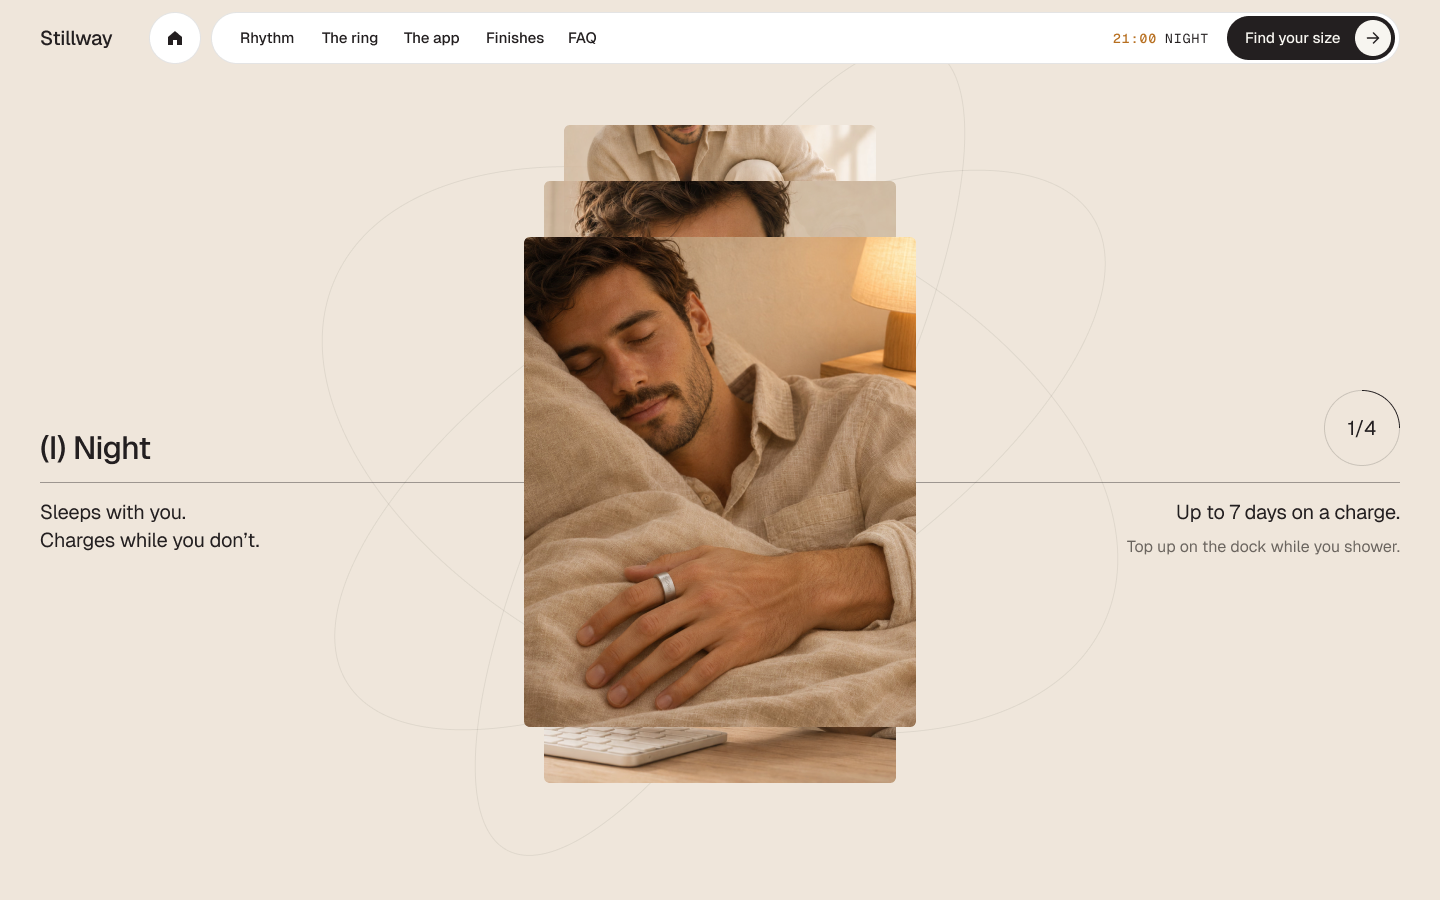 Stillway
Rhythm
The ring
The app
Finishes
FAQ
21:00 NIGHT
Find your size
(I) Night
1/4
Sleeps with you.
Charges while you don’t.
Up to 7 days on a charge.
Top up on the dock while you shower.